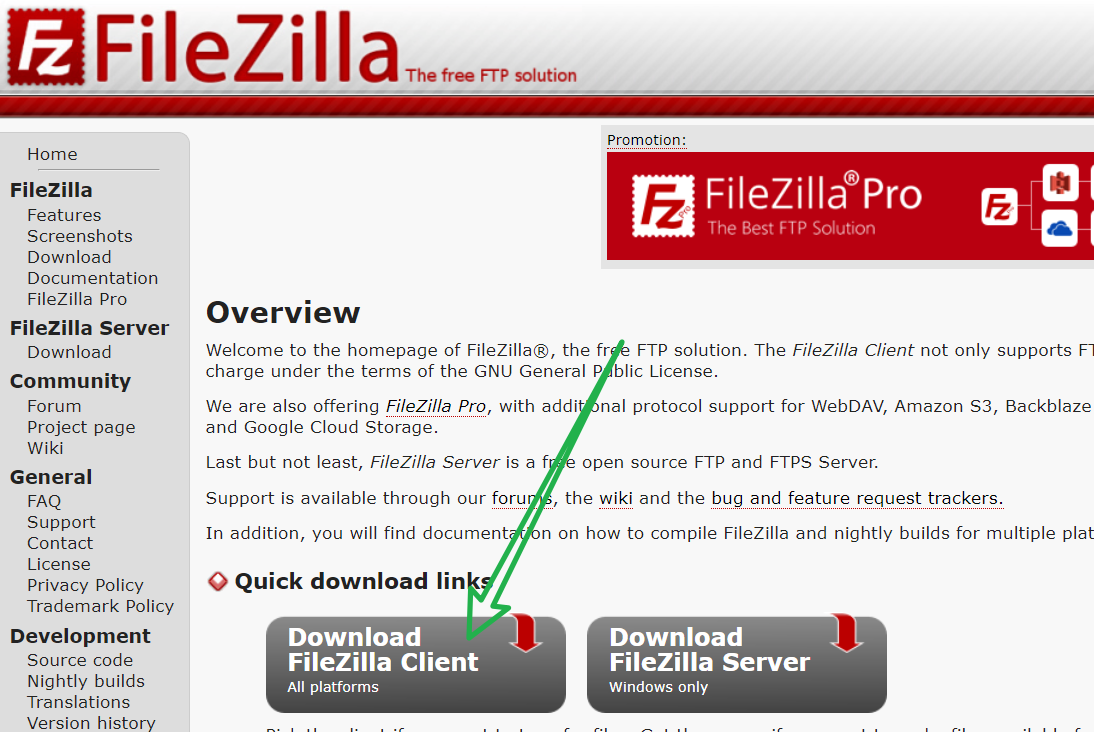 Fz FileZilla The free FTP solution
Home
FileZilla
Features
Screenshots
Download
Documentation
FileZilla Pro
FileZilla Server
Download
Community
Forum
Project page
Wiki
General
FAQ
Support
Contact
License
Privacy Policy
Trademark Policy
Development
Source code
Nightly builds
Translations
Version history
Promotion:
Fz Pro FileZilla® Pro
The Best FTP Solution
Fz
Overview
Welcome to the homepage of FileZilla®, the free FTP solution. The FileZilla Client not only supports FT
charge under the terms of the GNU General Public License.
We are also offering FileZilla Pro, with additional protocol support for WebDAV, Amazon S3, Backblaze
and Google Cloud Storage.
Last but not least, FileZilla Server is a free open source FTP and FTPS Server.
Support is available through our forums, the wiki and the bug and feature request trackers.
In addition, you will find documentation on how to compile FileZilla and nightly builds for multiple plat
Quick download links
Download
FileZilla Client
All platforms
Download
FileZilla Server
Windows only